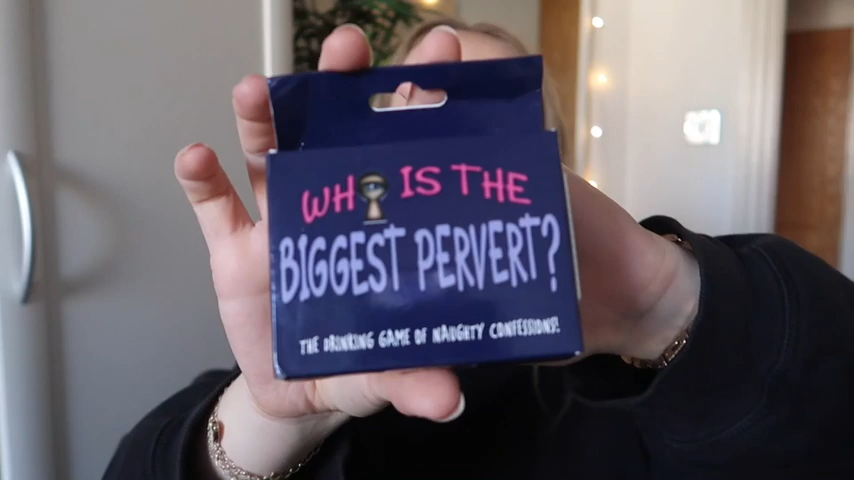 WHO IS THE
BIGGEST PERVERT?
THE DRINKING GAME OF NAUGHTY CONFESSIONS!